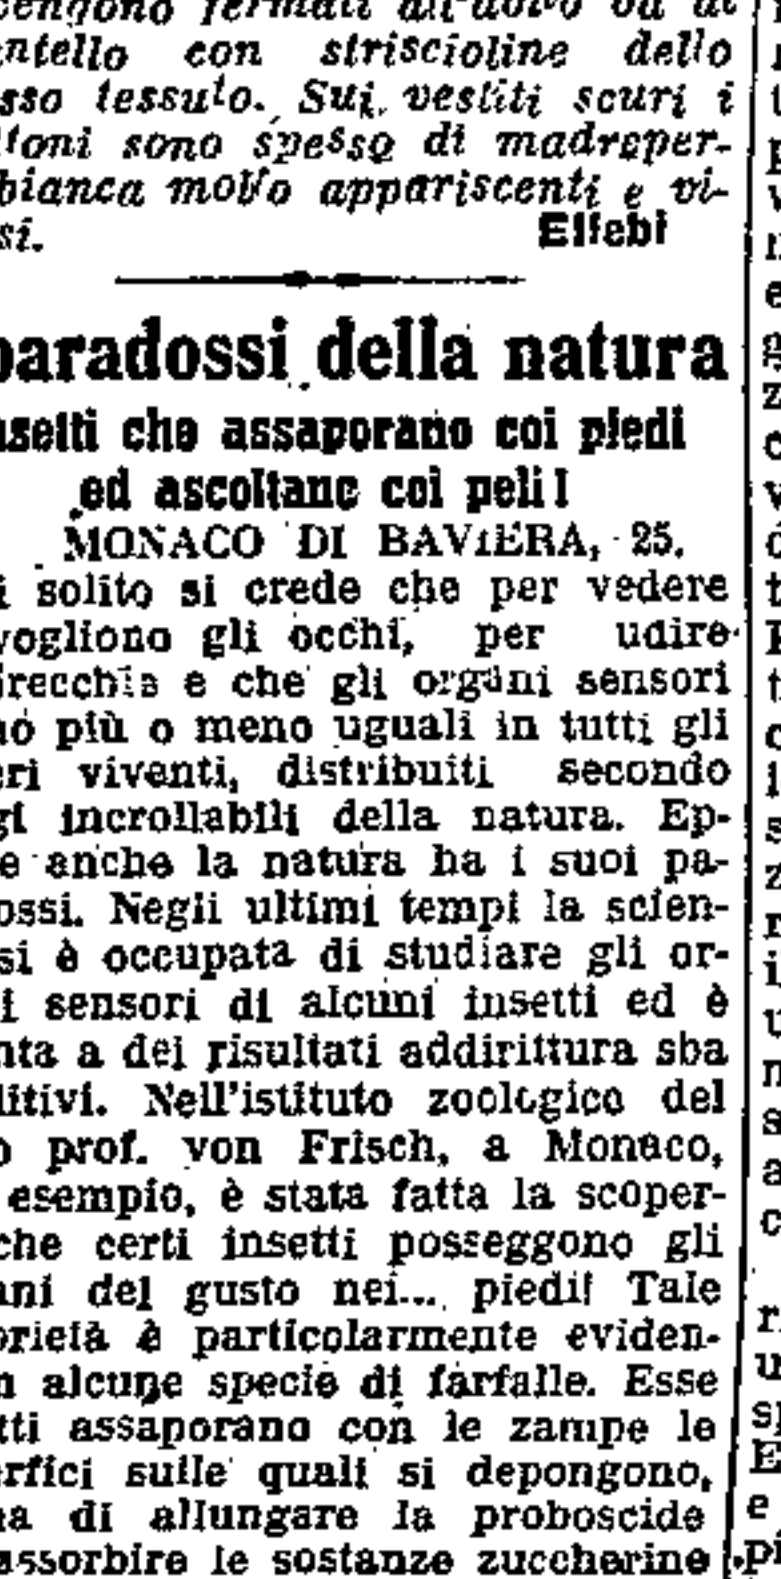 cengono fermati all'
ntello con striscioline dello
sso tessuto. Sui vestiti scuri i
ttoni sono spesso di madreper-
bianca molto appariscenti e vi-
si.
Ellebi
paradossi della natura
nsetti che assaporano coi piedi
ed ascoltano coi peli!
MONACO DI BAVIERA, 25.
i solito si crede che per vedere
vogliono gli occhi, per udire
orecchie e che gli organi sensori
no più o meno uguali in tutti gli
eri viventi, distribuiti secondo
gi incrollabili della natura. Ep-
e anche la natura ha i suoi pa-
ossi. Negli ultimi tempi la scien-
si è occupata di studiare gli or-
i sensori di alcuni insetti ed è
nta a dei risultati addirittura sba
litivi. Nell'istituto zoologico del
o prof. von Frisch, a Monaco,
esempio, è stata fatta la scoper-
che certi insetti posseggono gli
ani del gusto nei... piedi! Tale
prietà è particolarmente eviden-
n alcune specie di farfalle. Esse
tti assaporano con le zampe le
erfici sulle quali si depongono,
na di allungare la proboscide
assorbire le sostanze zuccherine